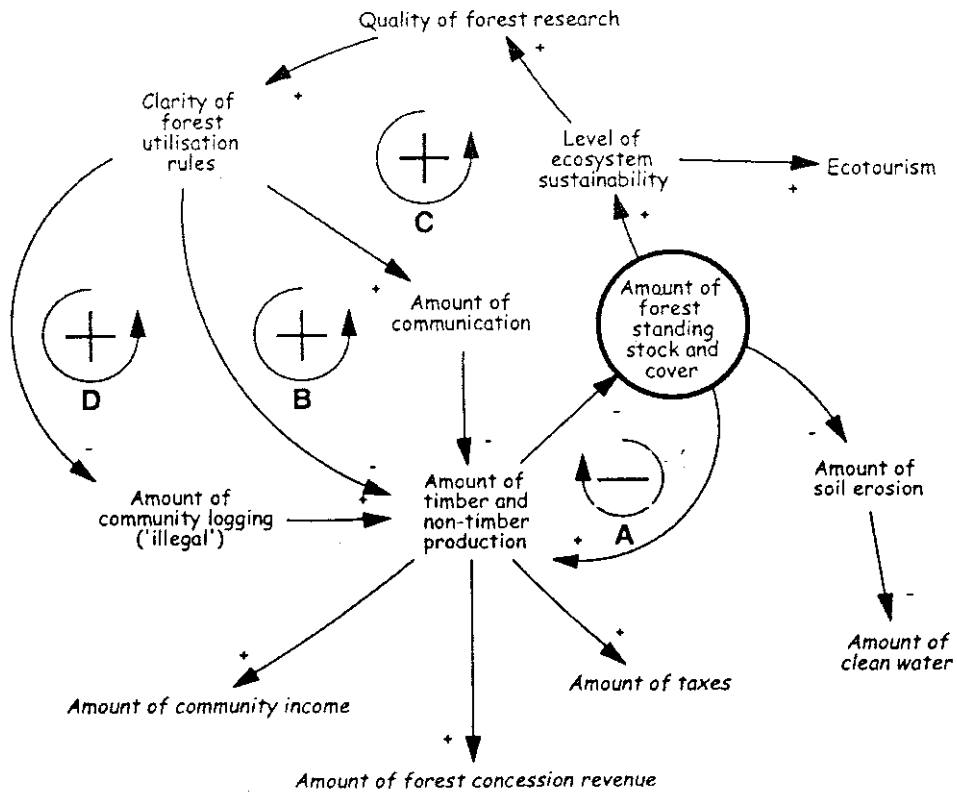 Quality of forest research
+
+
Clarity of
forest
utilisation
rules
Level of
ecosystem
sustainability
Ecotourism
+
+
C
+
Amount of
communication
Amount of
forest
standing
stock and
cover
D
B
-
-
-
-
-
+
Amount of
community logging
('illegal')
Amount of
timber and
non-timber
production
A
+
Amount of
soil erosion
-
Amount of
clean water
+
+
+
Amount of community income
Amount of taxes
Amount of forest concession revenue